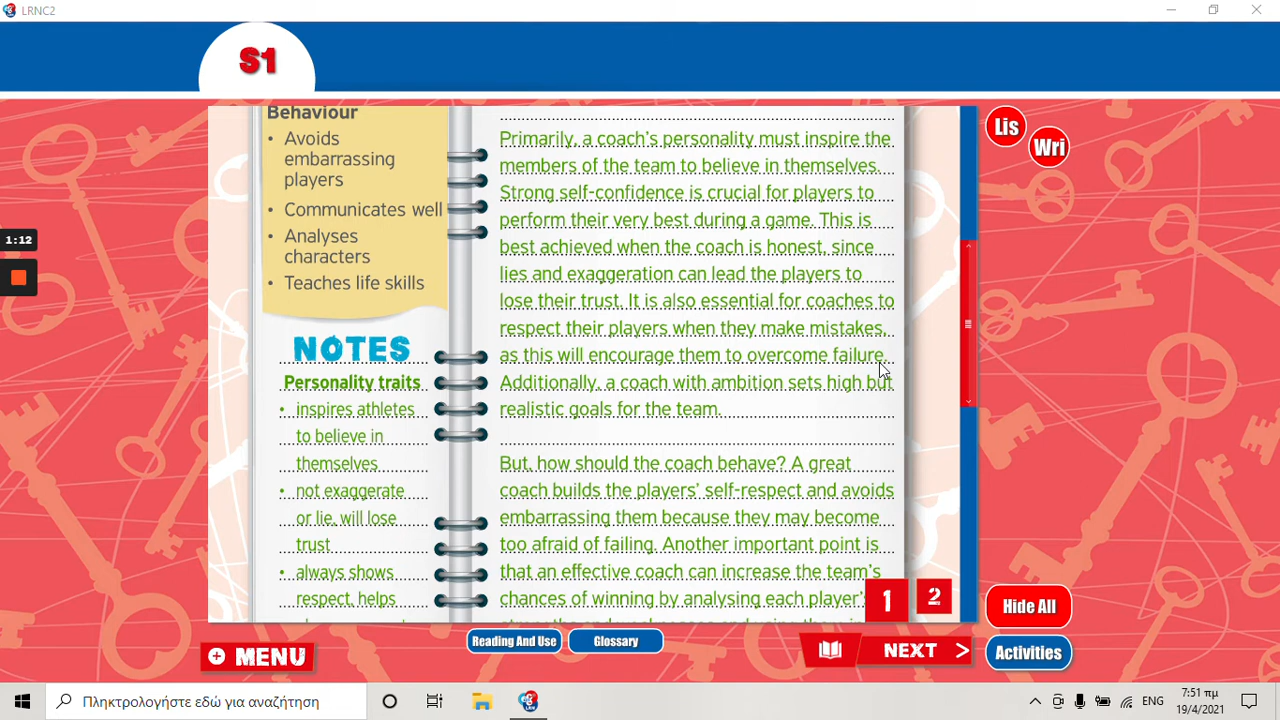 LRNC2
S1
Lis
Wri
Behaviour
• Avoids
embarrassing
players
• Communicates well
• Analyses
characters
• Teaches life skills
1:12
NOTES
Personality traits
• inspires athletes
to believe in
themselves
• not exaggerate
or lie, will lose
trust
• always shows
respect, helps
Primarily, a coach's personality must inspire the
members of the team to believe in themselves.
Strong self-confidence is crucial for players to
perform their very best during a game. This is
best achieved when the coach is honest, since
lies and exaggeration can lead the players to
lose their trust. It is also essential for coaches to
respect their players when they make mistakes,
as this will encourage them to overcome failure.
Additionally, a coach with ambition sets high but
realistic goals for the team.
But, how should the coach behave? A great
coach builds the players' self-respect and avoids
embarrassing them because they may become
too afraid of failing. Another important point is
that an effective coach can increase the team's
chances of winning by analysing each player's
1 2
Hide All
Reading And Use
Glossary
MENU
NEXT
Activities
Πληκτρολογήστε εδώ για αναζήτηση
ΕΝG
7:51 πμ
19/4/2021